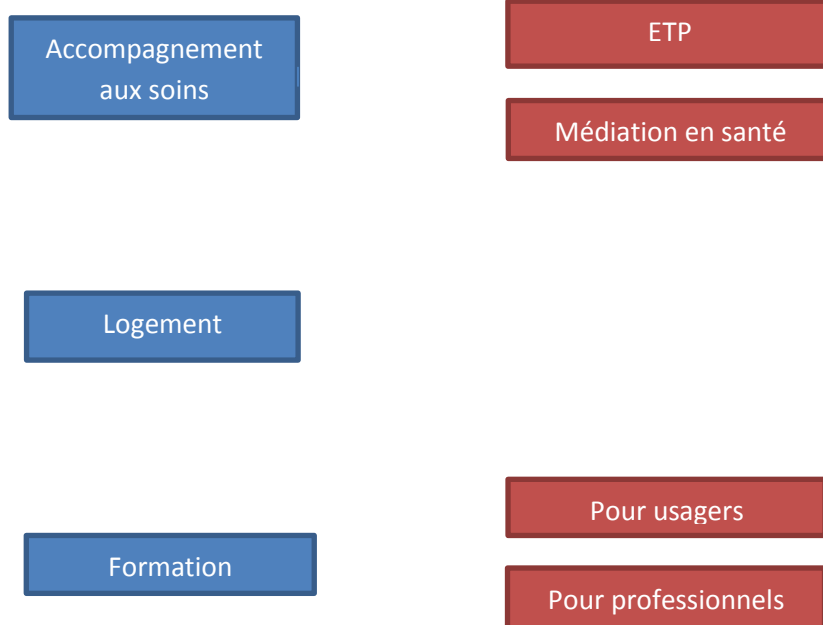 Accompagnement
aux soins
ETP
Médiation en santé
Logement
Pour usagers
Formation
Pour professionnels